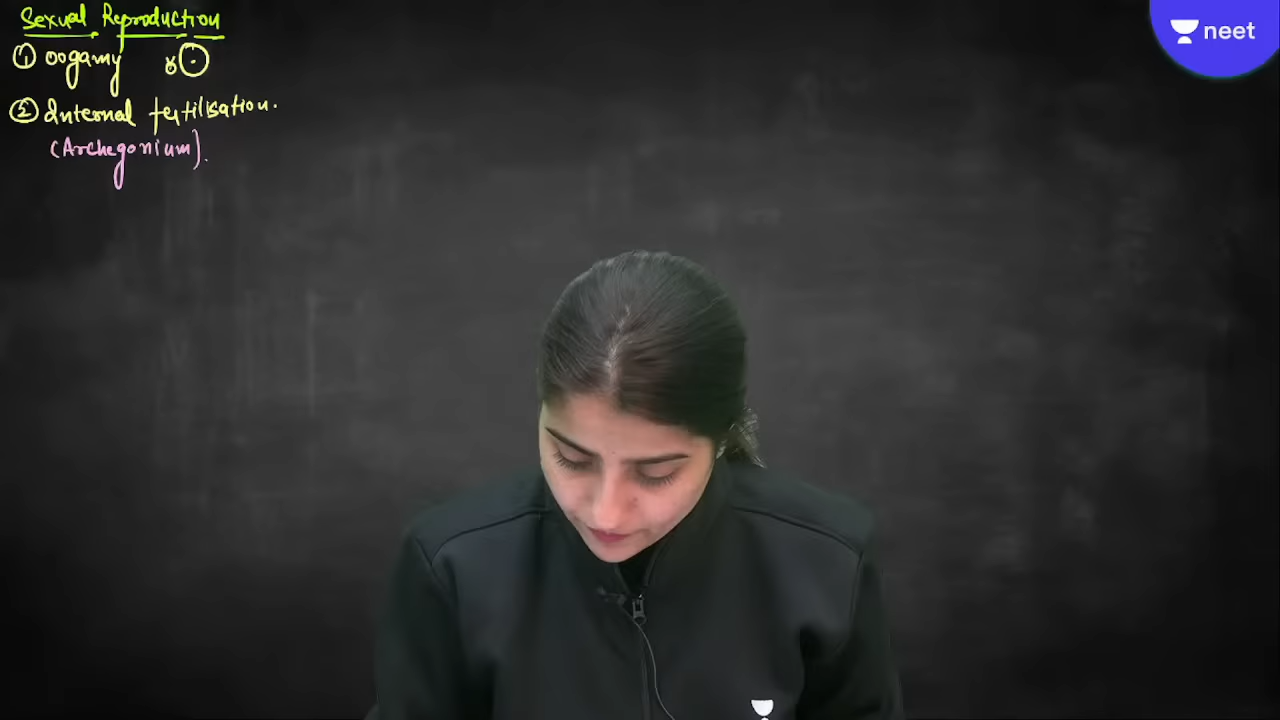 Sexual Reproduction
① oogamy
② Internal fertilisation.
(Archegonium).
neet